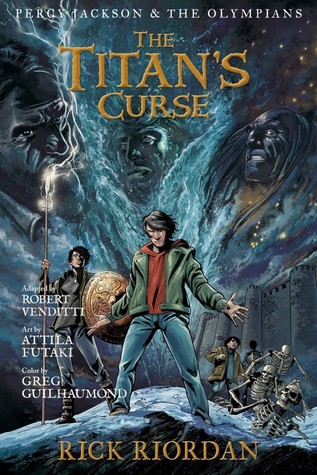 PERCY JACKSON & THE OLYMPIANS
THE
TITAN'S
CURSE
Adapted by
ROBERT
VENDITTI
Art by
ATTILA
FUTAKI
Color by
GREG
GUILHAUMOND
RICK RIORDAN